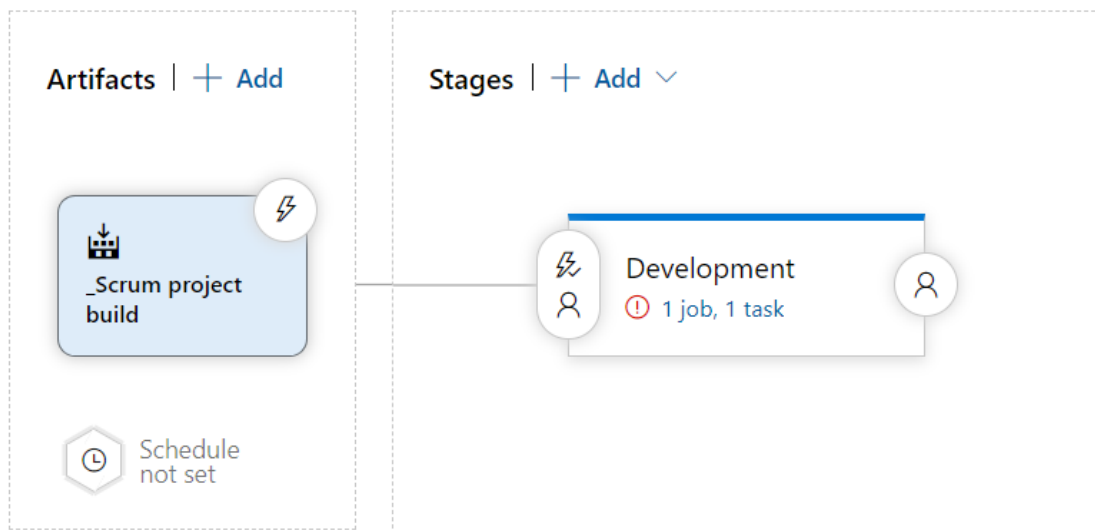 Artifacts | + Add
Stages | + Add
_Scrum project
build
Development
1 job, 1 task
Schedule
not set